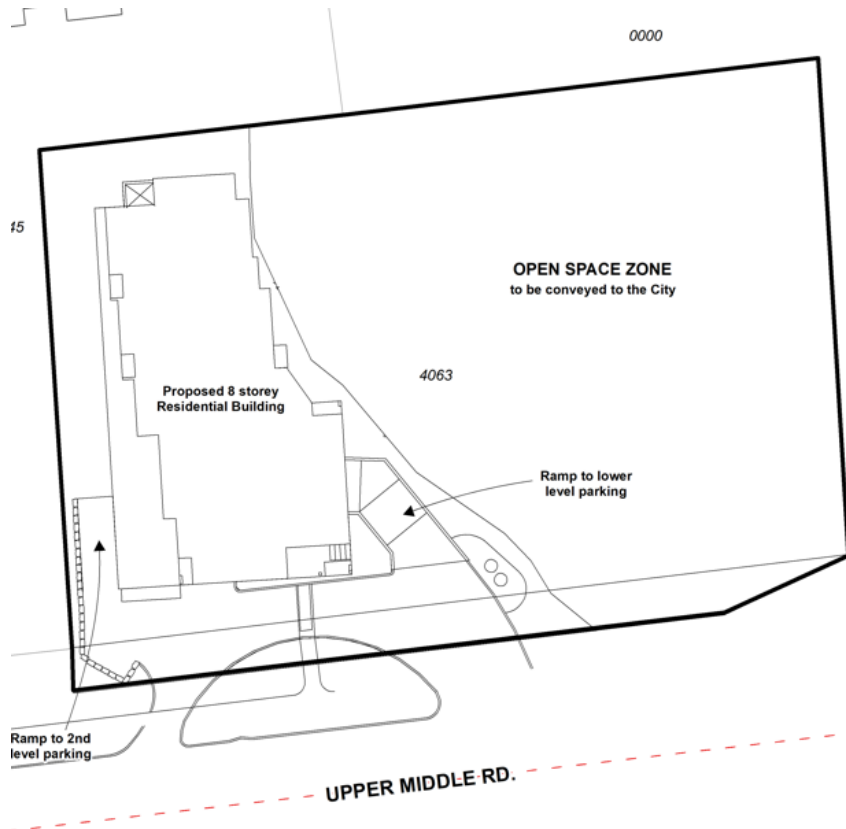 0000
45
OPEN SPACE ZONE
to be conveyed to the City
4063
Proposed 8 storey
Residential Building
Ramp to lower
level parking
Ramp to 2nd
level parking
UPPER MIDDLE RD.